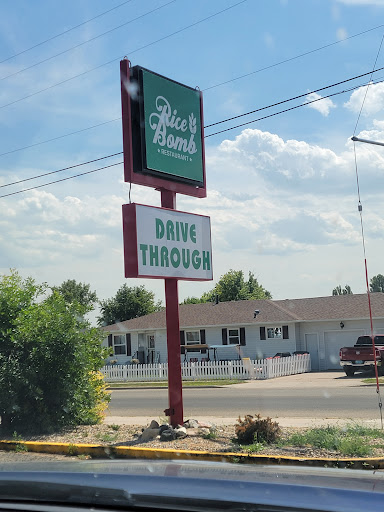 Rice
Bomb
RESTAURANT
DRIVE
THROUGH